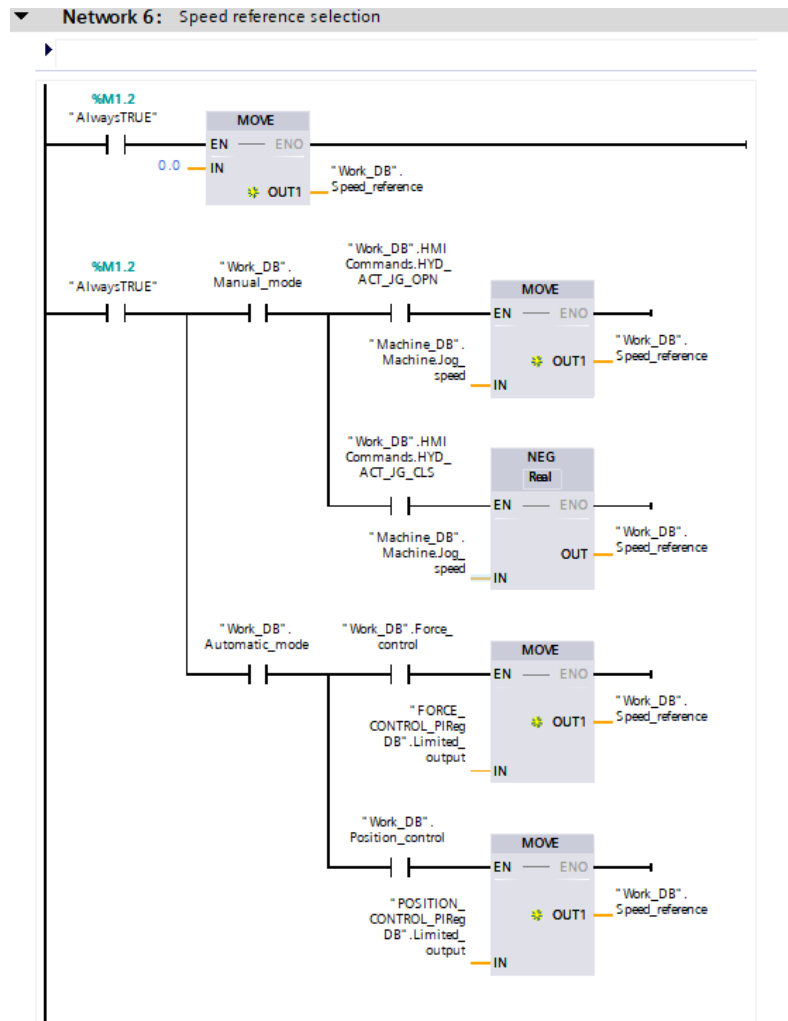 Network 6: Speed reference selection
%M1.2
"AlwaysTRUE"
MOVE
EN ENO
0.0 IN
OUT1
"Work_DB".
Speed_reference
%M1.2
"AlwaysTRUE"
"Work_DB".
Manual_mode
"Work_DB".HMI
Commands.HYD_
ACT_JG_OPN
MOVE
EN ENO
"Machine_DB".
Machine.Jog_
speed
IN
OUT1
"Work_DB".
Speed_reference
"Work_DB".HMI
Commands.HYD_
ACT_JG_CLS
NEG
Real
EN ENO
"Machine_DB".
Machine.Jog_
speed
IN
OUT
"Work_DB".
Speed_reference
"Work_DB".
Automatic_mode
"Work_DB".Force_
control
MOVE
EN ENO
"FORCE_
CONTROL_PIReg
DB".Limited_
output
IN
OUT1
"Work_DB".
Speed_reference
"Work_DB".
Position_control
MOVE
EN ENO
"POSITION_
CONTROL_PIReg
DB".Limited_
output
IN
OUT1
"Work_DB".
Speed_reference